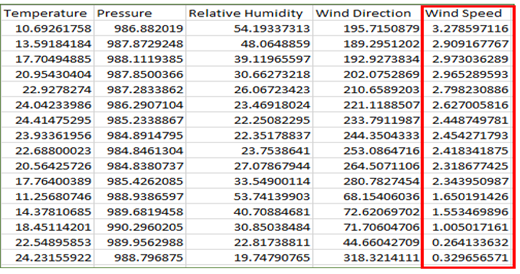 Temperature Pressure Relative Humidity Wind Direction Wind Speed
10.69261758 986.882019 54.19337313 195.7150879 3.278597116
13.59184184 987.8729248 48.0648859 189.2951202 2.909167767
17.70494885 988.1119385 39.11965597 192.9273834 2.973036289
20.95430404 987.8500366 30.66273218 202.0752869 2.965289593
22.9278274 987.2833862 26.06723423 210.6589203 2.798230886
24.04233986 986.2907104 23.46918024 221.1188507 2.627005816
24.41475295 985.2338867 22.25082295 233.7911987 2.448749781
23.93361956 984.8914795 22.35178837 244.3504333 2.454271793
22.68800023 984.8461304 23.7538641 253.0864716 2.418341875
20.56425726 984.8380737 27.07867944 264.5071106 2.318677425
17.76400389 985.4262085 33.54900114 280.7827454 2.343950987
11.25680746 988.9386597 53.74139903 68.15406036 1.650191426
14.37810685 989.6819458 40.70884681 72.62069702 1.553469896
18.45114201 990.2960205 30.85038484 71.70604706 1.005017161
22.54895853 989.9562988 22.81738811 44.66042709 0.264133632
24.23155922 988.796875 19.74790765 318.3214111 0.329656571